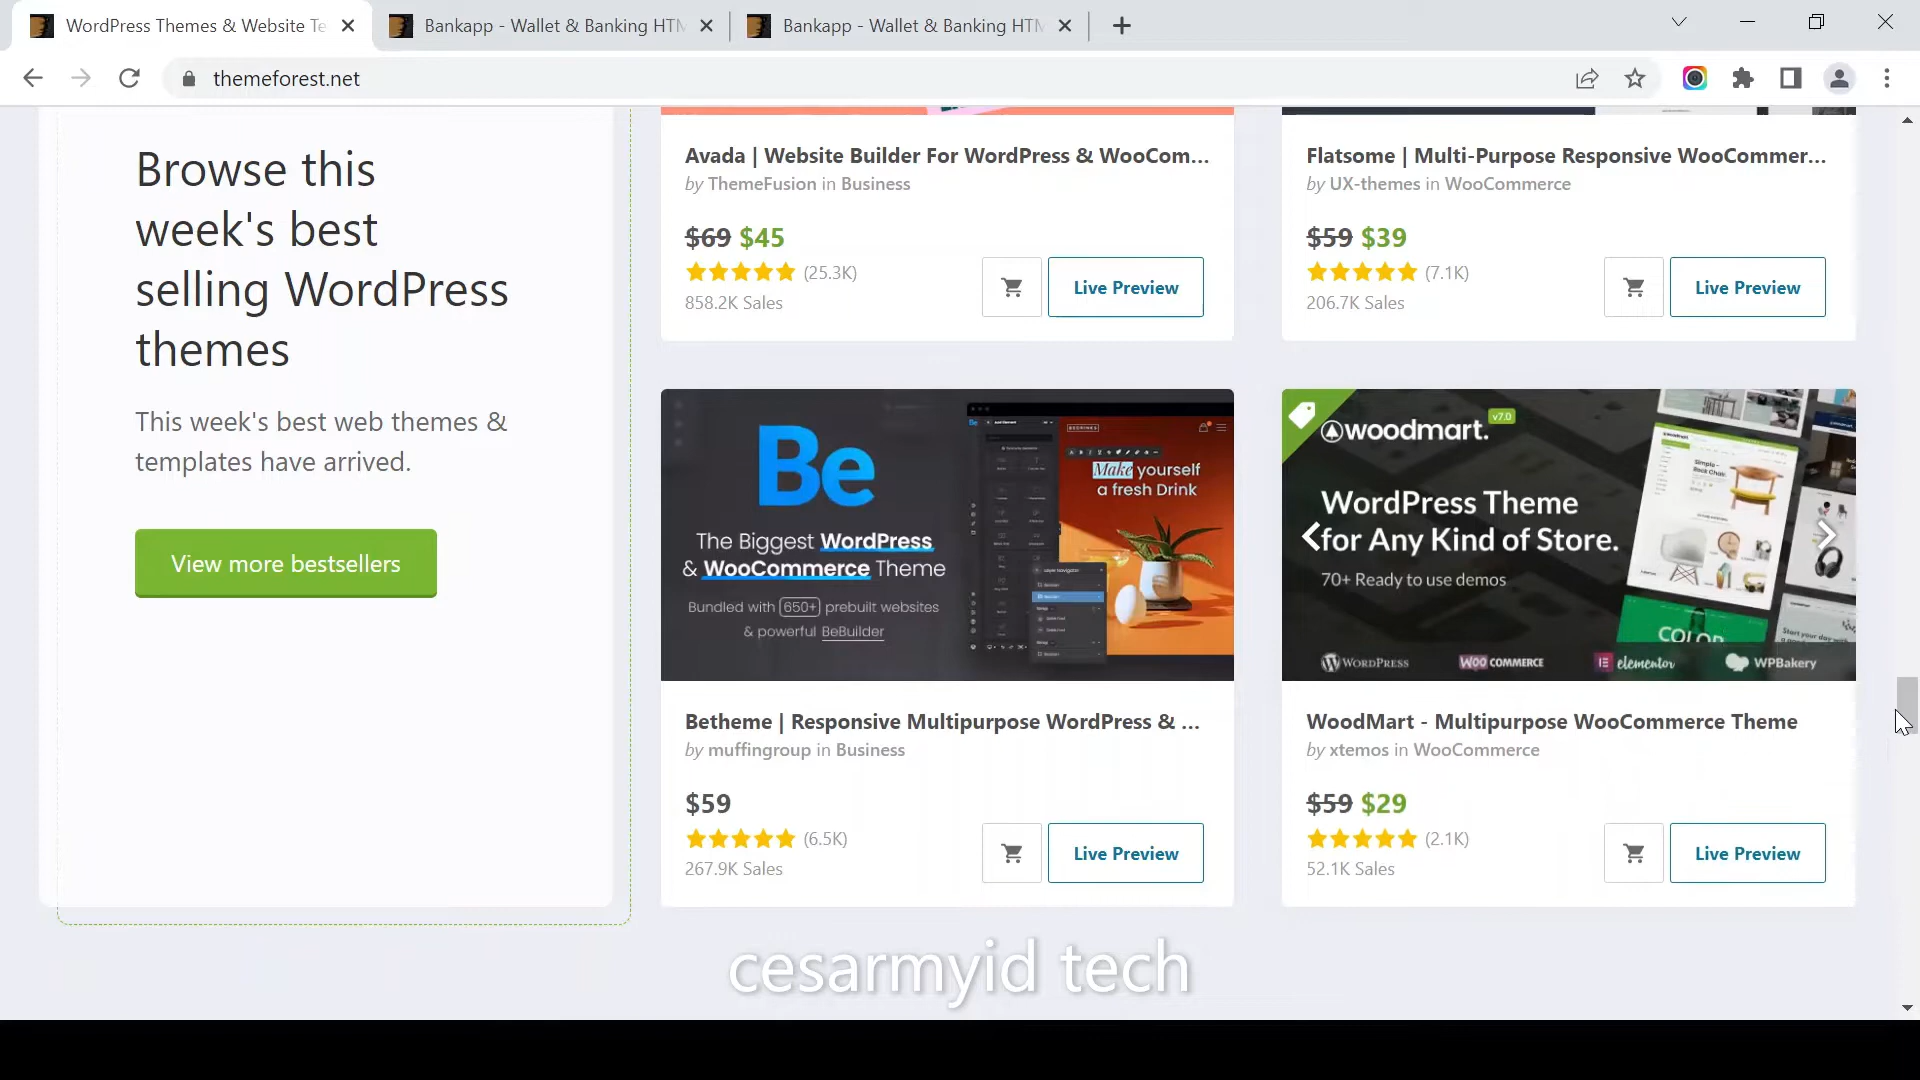 WordPress Themes & Website Te
Bankapp - Wallet & Banking HTM
Bankapp - Wallet & Banking HTM
themeforest.net
Browse this
week's best
selling WordPress
themes
This week's best web themes &
templates have arrived.
View more bestsellers
Avada | Website Builder For WordPress & WooCom...
by ThemeFusion in Business
$69 $45
(25.3K)
858.2K Sales
Live Preview
Flatsome | Multi-Purpose Responsive WooCommer...
by UX-themes in WooCommerce
$59 $39
(7.1K)
206.7K Sales
Live Preview
Be
The Biggest WordPress
& WooCommerce Theme
Bundled with 650+ prebuilt websites
& powerful BeBuilder
Make yourself
a fresh Drink
Betheme | Responsive Multipurpose WordPress & ...
by muffingroup in Business
$59
(6.5K)
267.9K Sales
Live Preview
woodmart. v7.0
WordPress Theme
for Any Kind of Store.
70+ Ready to use demos
WORDPRESS WOO COMMERCE elementor WPBakery
COLOR
WoodMart - Multipurpose WooCommerce Theme
by xtemos in WooCommerce
$59 $29
(2.1K)
52.1K Sales
Live Preview
cesarmyid tech